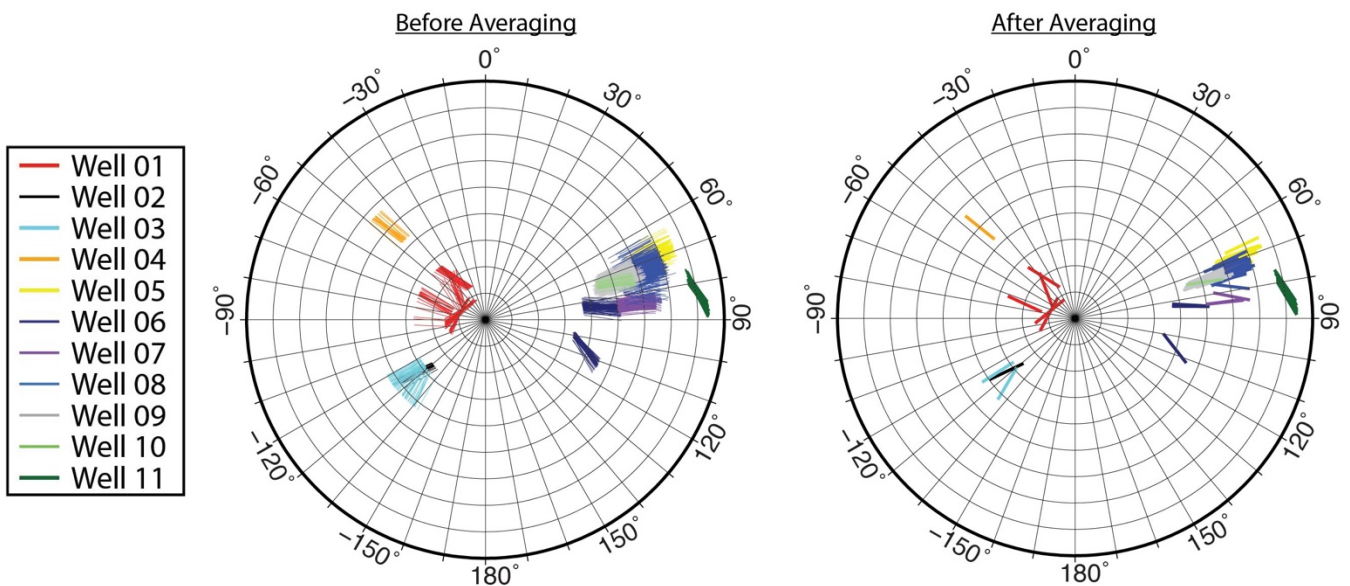 Before Averaging
After Averaging
Well 01
Well 02
Well 03
Well 04
Well 05
Well 06
Well 07
Well 08
Well 09
Well 10
Well 11
0°
30°
60°
90°
120°
150°
180°
−150°
−120°
−90°
−60°
−30°
0°
30°
60°
90°
120°
150°
180°
−150°
−120°
−90°
−60°
−30°